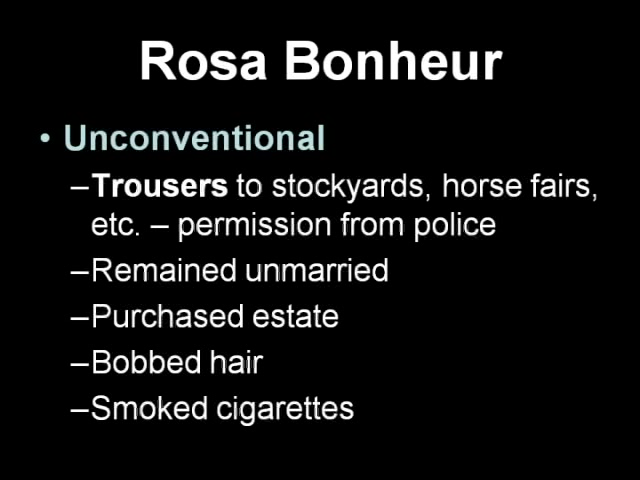 Rosa Bonheur
• Unconventional
–Trousers to stockyards, horse fairs,
etc. – permission from police
–Remained unmarried
–Purchased estate
–Bobbed hair
–Smoked cigarettes